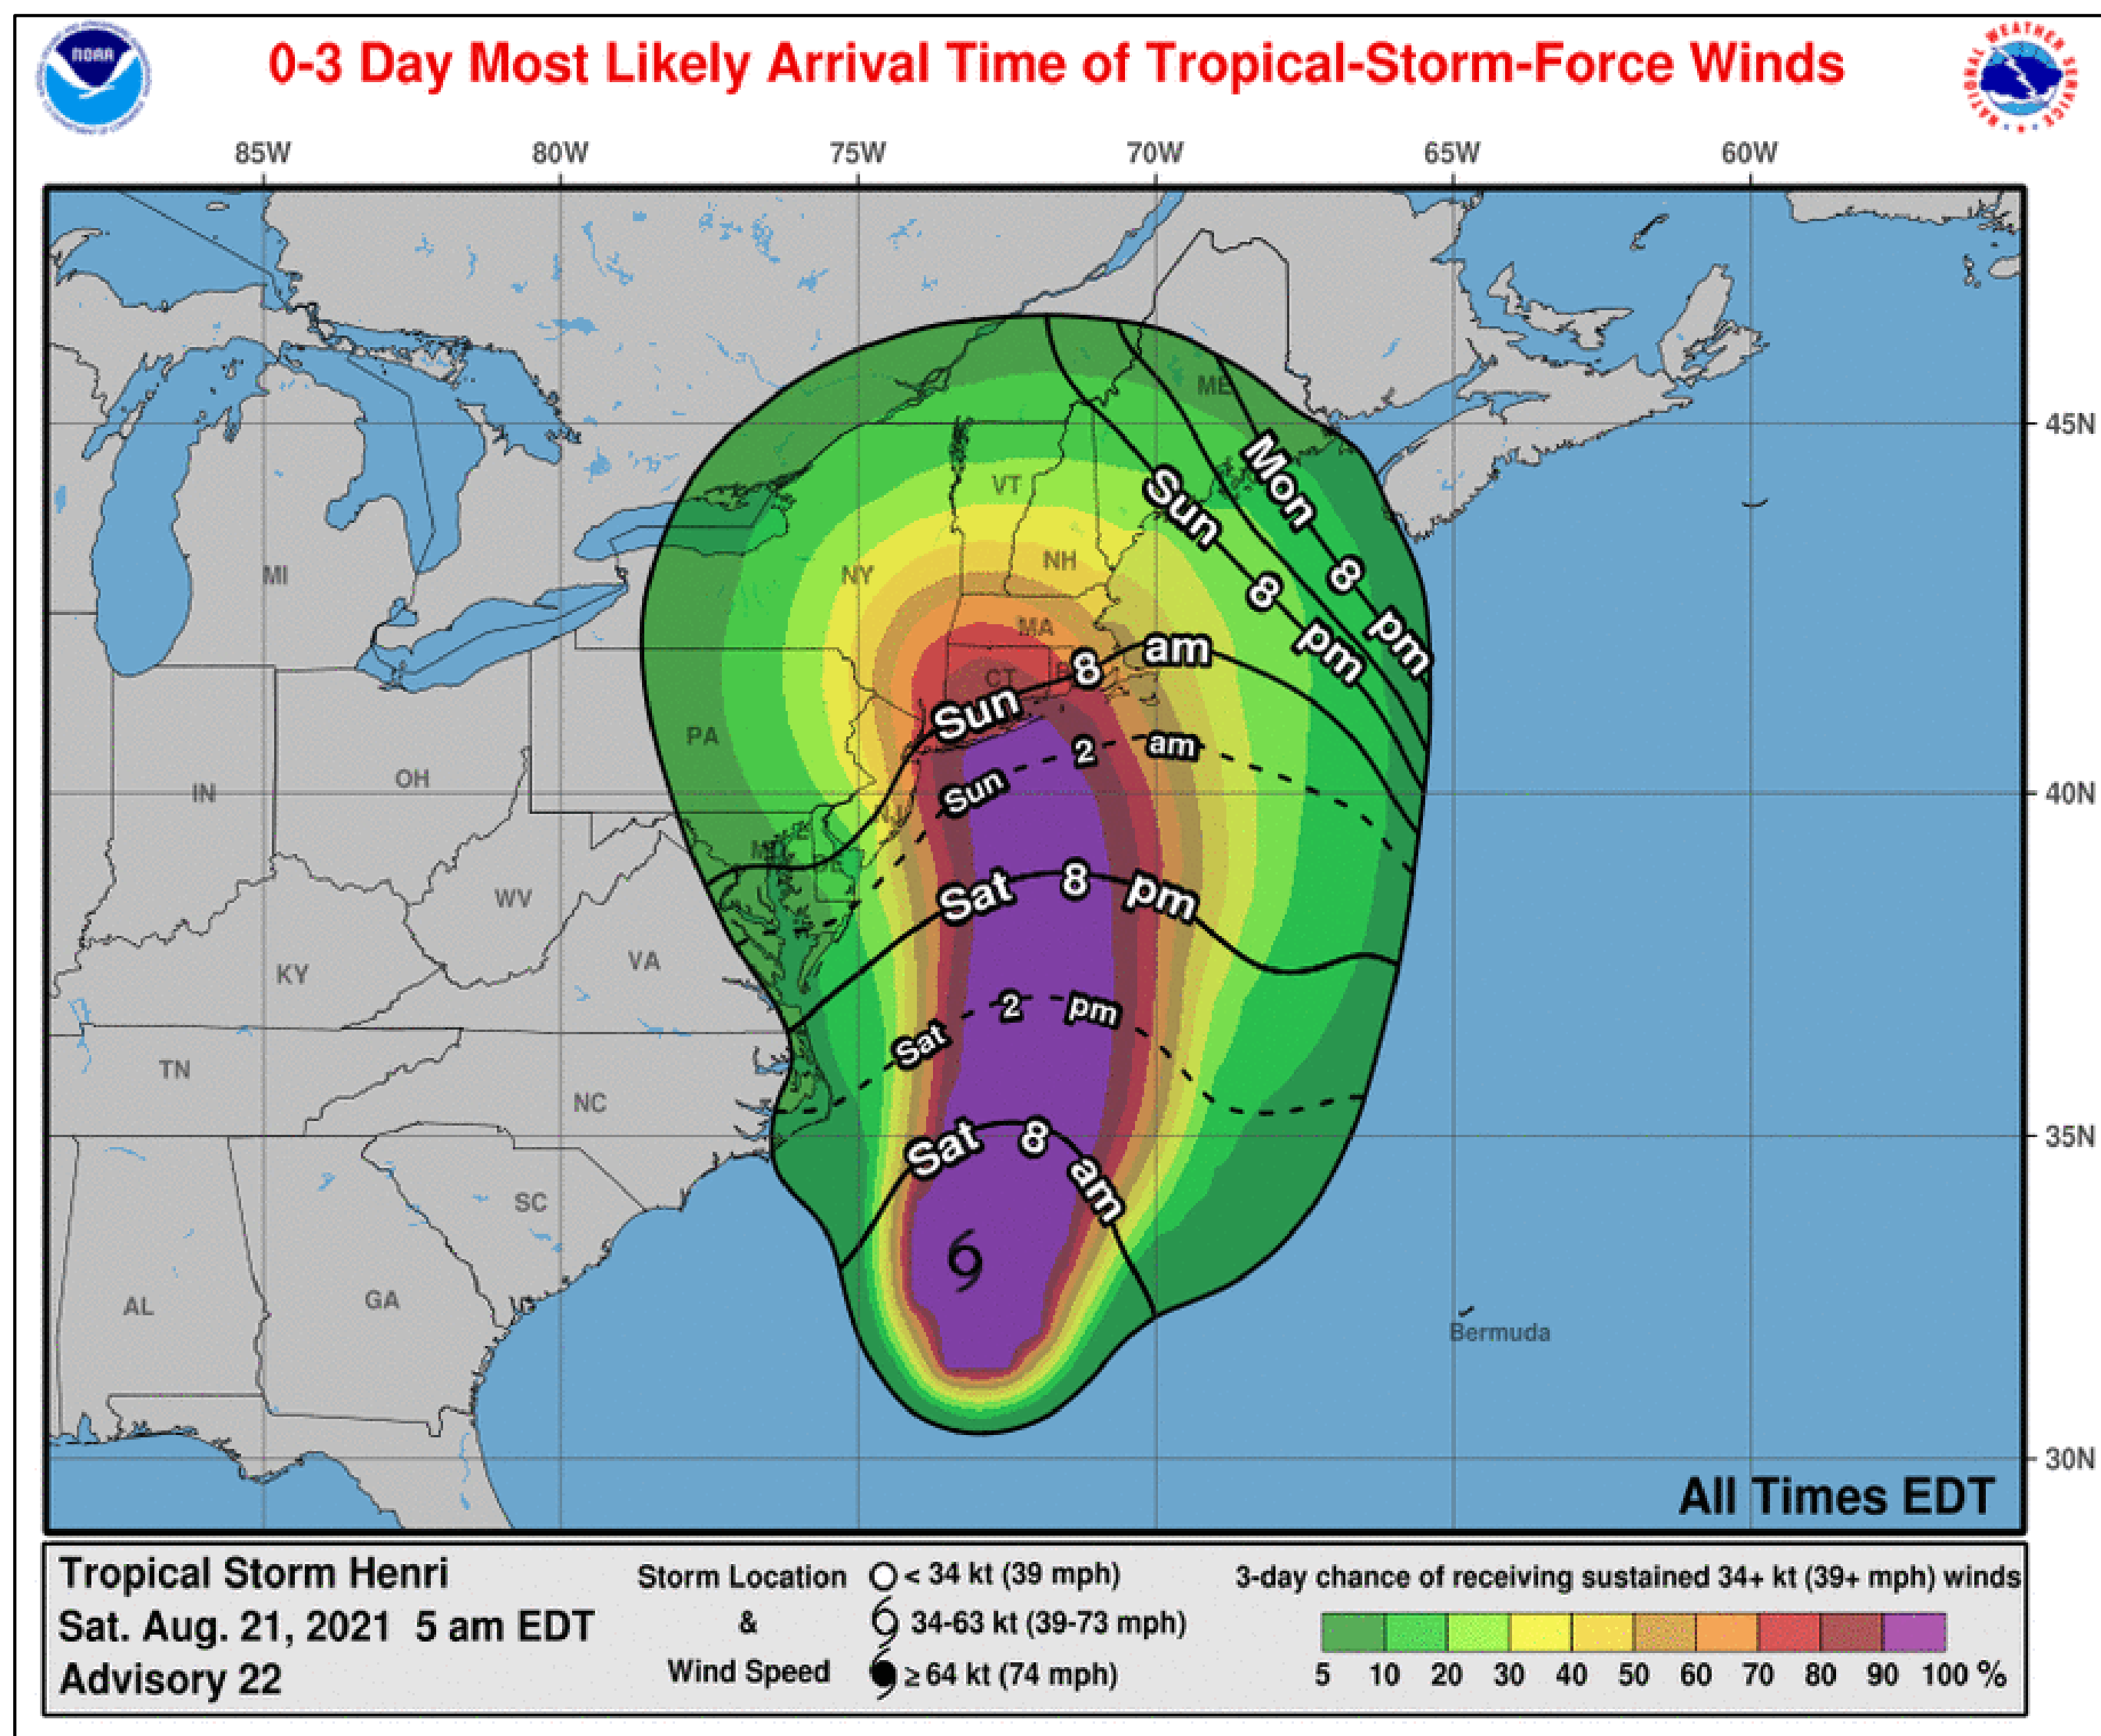 NOAA
0-3 Day Most Likely Arrival Time of Tropical-Storm-Force Winds
NATIONAL WEATHER SERVICE
85W 80W 75W 70W 65W 60W
ME
45N
Mon 8 pm
Sun 8 pm
VT
NH
NY
MI
MA
8 am
CT
Sun
PA
2 am
OH
IN
Sun
40N
WV
Sat 8 pm
VA
KY
Sat 2 pm
TN
NC
Sat 8 am
35N
SC
AL
GA
Bermuda
30N
All Times EDT
Tropical Storm Henri
Sat. Aug. 21, 2021 5 am EDT
Advisory 22
Storm Location
&
Wind Speed
< 34 kt (39 mph)
34-63 kt (39-73 mph)
≥ 64 kt (74 mph)
3-day chance of receiving sustained 34+ kt (39+ mph) winds
5 10 20 30 40 50 60 70 80 90 100 %